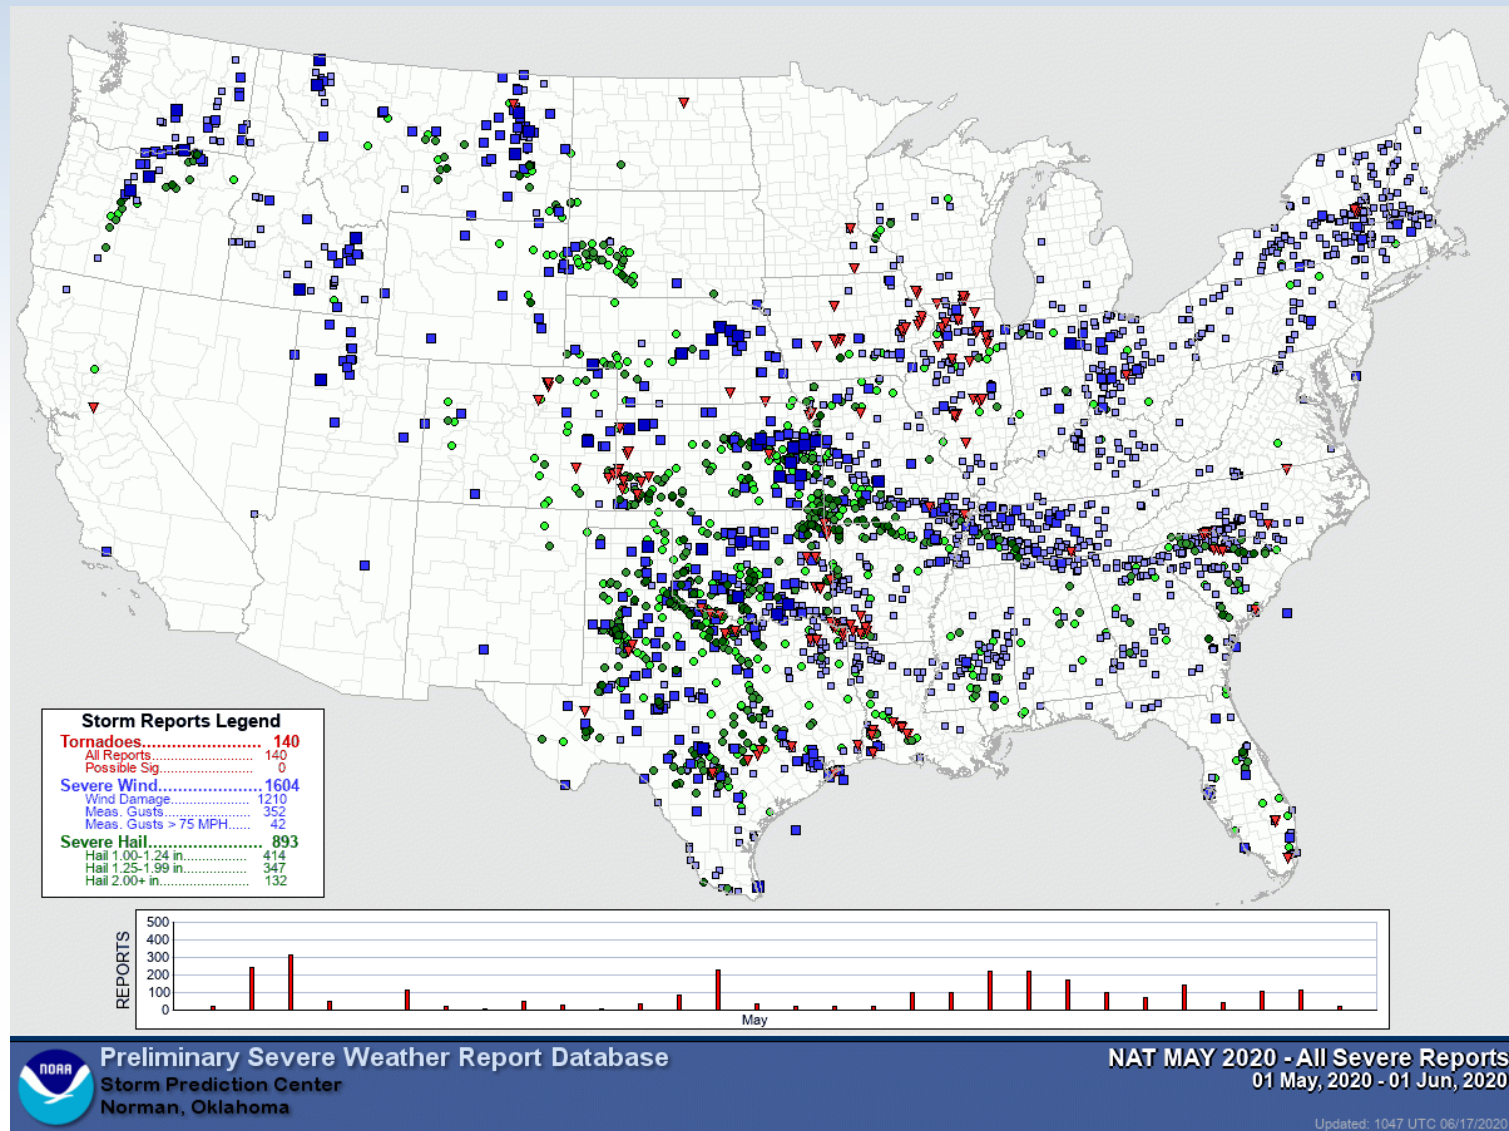 Storm Reports Legend
Tornadoes........................ 140
All Reports............................ 140
Possible Sig......................... 0
Severe Wind.....................1604
Wind Damage..................... 1210
Meas. Gusts........................ 352
Meas. Gusts > 75 MPH...... 42
Severe Hail....................... 893
Hail 1.00-1.24 in................. 414
Hail 1.25-1.99 in................. 347
Hail 2.00+ in........................ 132
REPORTS
500
400
300
200
100
0
May
NOAA
Preliminary Severe Weather Report Database
Storm Prediction Center
Norman, Oklahoma
NAT MAY 2020 - All Severe Reports
01 May, 2020 - 01 Jun, 2020
Updated: 1047 UTC 06/17/2020